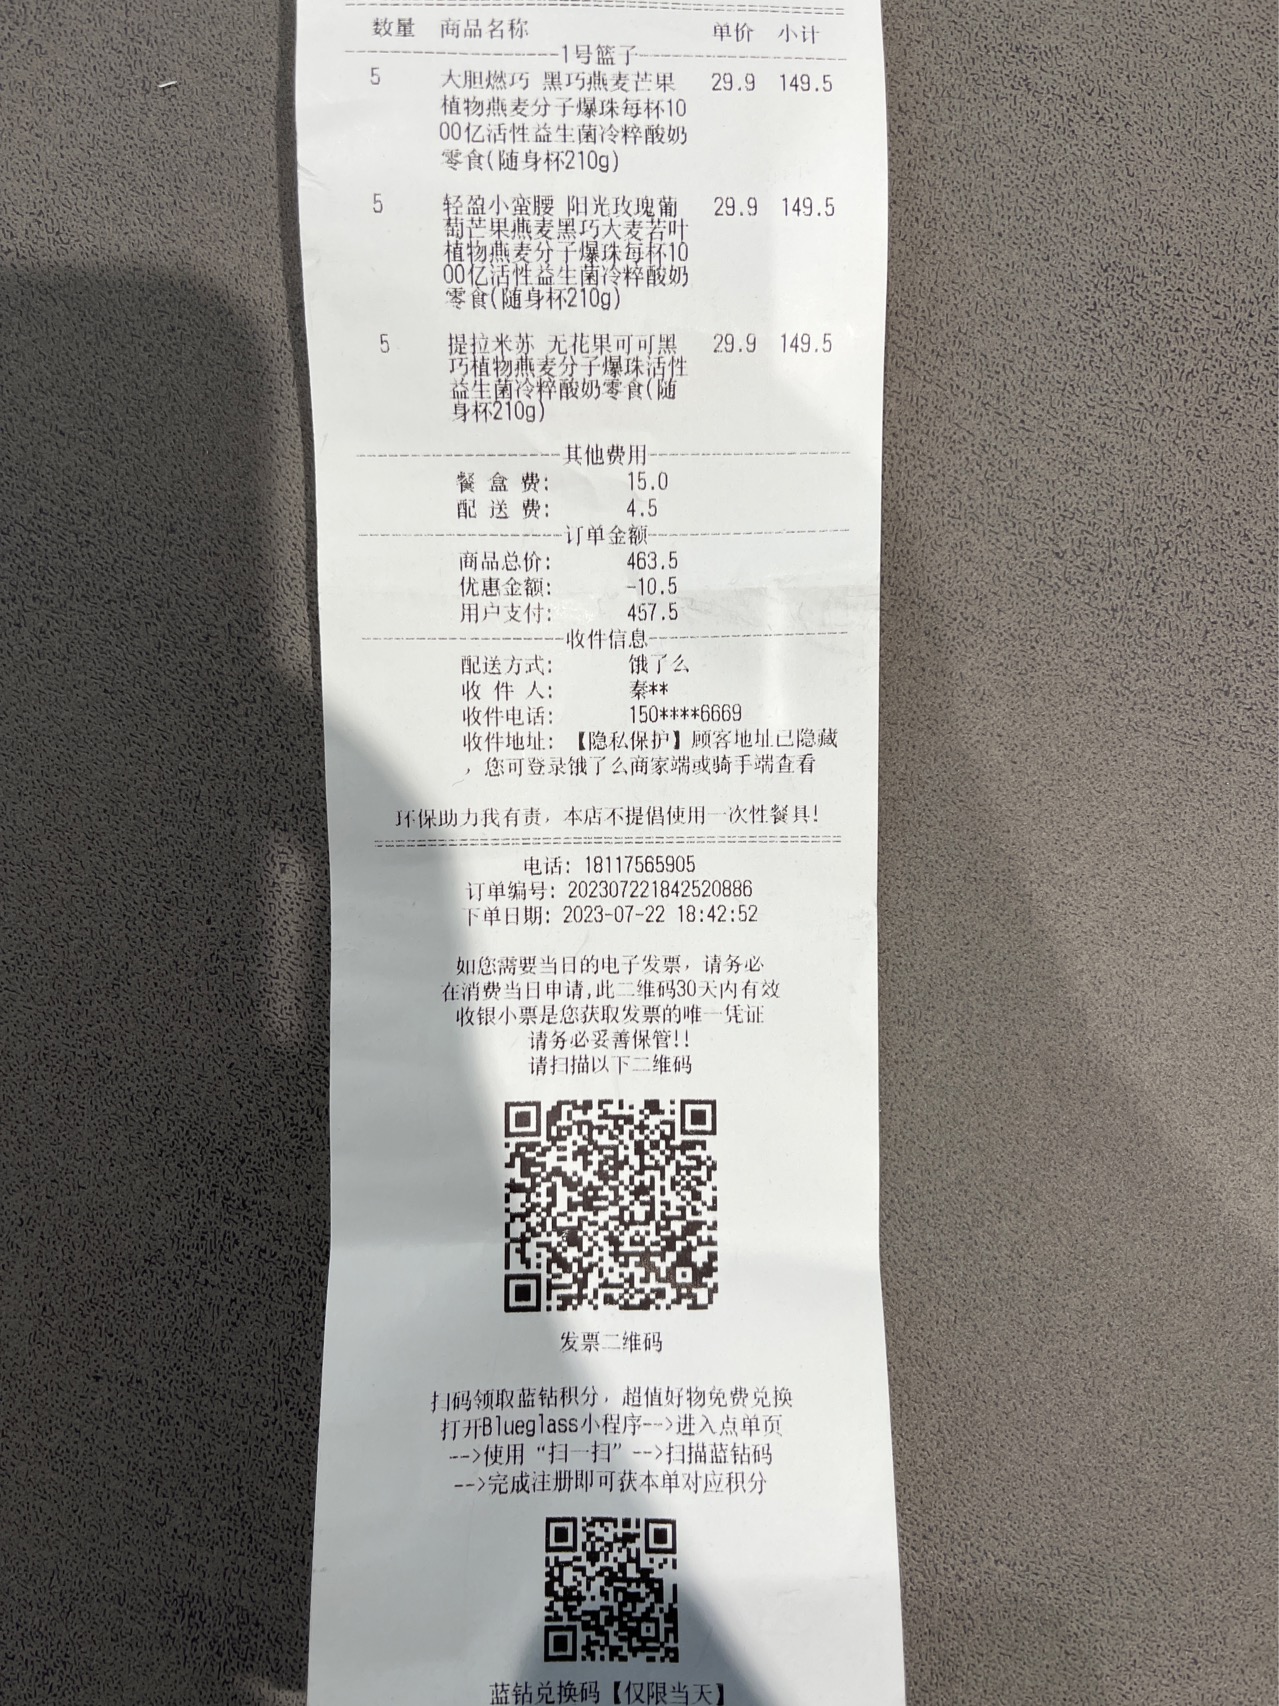 数量 商品名称 单价 小计
1号篮子
5 大胆燃巧 黑巧燕麦芒果 29.9 149.5
植物燕麦分子爆珠每杯10
00亿活性益生菌冷粹酸奶
零食(随身杯210g)
5 轻盈小蛮腰 阳光玫瑰葡 29.9 149.5
萄芒果燕麦黑巧大麦若叶
植物燕麦分子爆珠每杯10
00亿活性益生菌冷粹酸奶
零食(随身杯210g)
5 提拉米苏 无花果可可黑 29.9 149.5
巧植物燕麦分子爆珠活性
益生菌冷粹酸奶零食(随
身杯210g)
其他费用
餐 盒 费: 15.0
配 送 费: 4.5
订单金额
商品总价: 463.5
优惠金额: -10.5
用户支付: 457.5
收件信息
配送方式: 饿了么
收 件 人: 秦**
收件电话: 150****6669
收件地址: 【隐私保护】顾客地址已隐藏
，您可登录饿了么商家端或骑手端查看
环保助力我有责，本店不提倡使用一次性餐具!
电话: 18117565905
订单编号: 202307221842520886
下单日期: 2023-07-22 18:42:52
如您需要当日的电子发票，请务必
在消费当日申请,此二维码30天内有效
收银小票是您获取发票的唯一凭证
请务必妥善保管!!
请扫描以下二维码
发票二维码
扫码领取蓝钻积分，超值好物免费兑换
打开Blueglass小程序-->进入点单页
-->使用“扫一扫”-->扫描蓝钻码
-->完成注册即可获本单对应积分
蓝钻兑换码【仅限当天】